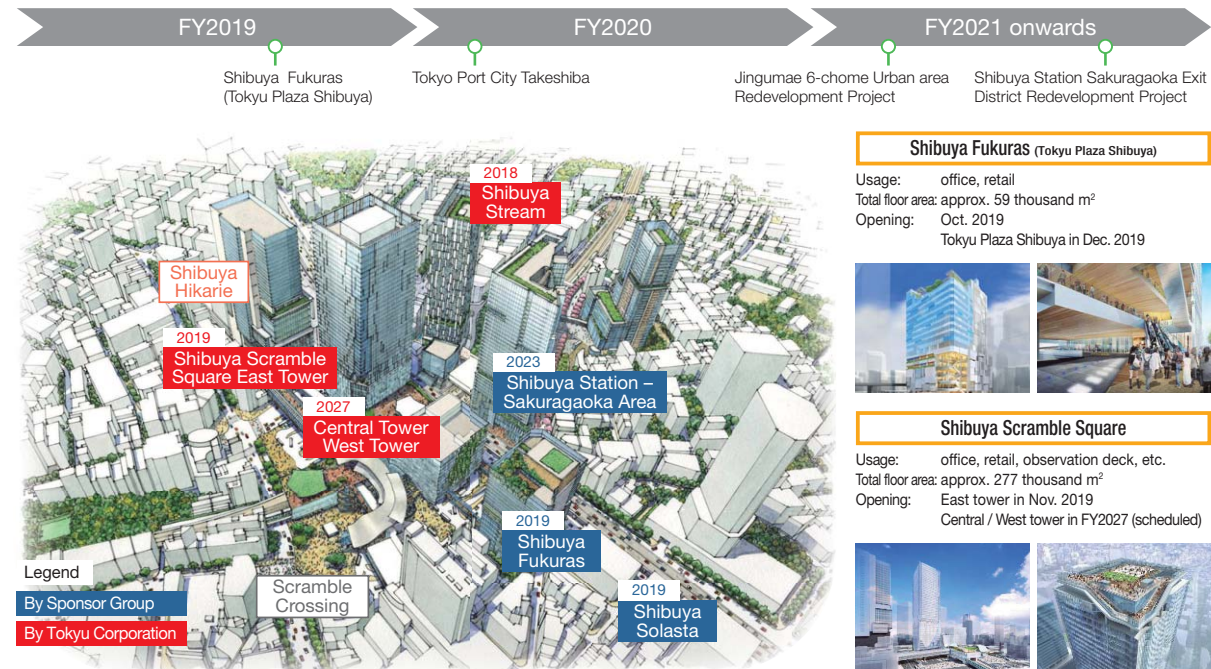 FY2019
FY2020
FY2021 onwards
Shibuya Fukuras
(Tokyu Plaza Shibuya)
Tokyo Port City Takeshiba
Jingumae 6-chome Urban area
Redevelopment Project
Shibuya Station Sakuragaoka Exit
District Redevelopment Project
2018
Shibuya
Stream
Shibuya
Hikarie
2019
Shibuya Scramble
Square East Tower
2027
Central Tower
West Tower
2023
Shibuya Station –
Sakuragaoka Area
2019
Shibuya
Fukuras
2019
Shibuya
Solasta
Scramble
Crossing
Legend
By Sponsor Group
By Tokyu Corporation
Shibuya Fukuras (Tokyu Plaza Shibuya)
Usage: office, retail
Total floor area: approx. 59 thousand m²
Opening: Oct. 2019
Tokyu Plaza Shibuya in Dec. 2019
Shibuya Scramble Square
Usage: office, retail, observation deck, etc.
Total floor area: approx. 277 thousand m²
Opening: East tower in Nov. 2019
Central / West tower in FY2027 (scheduled)